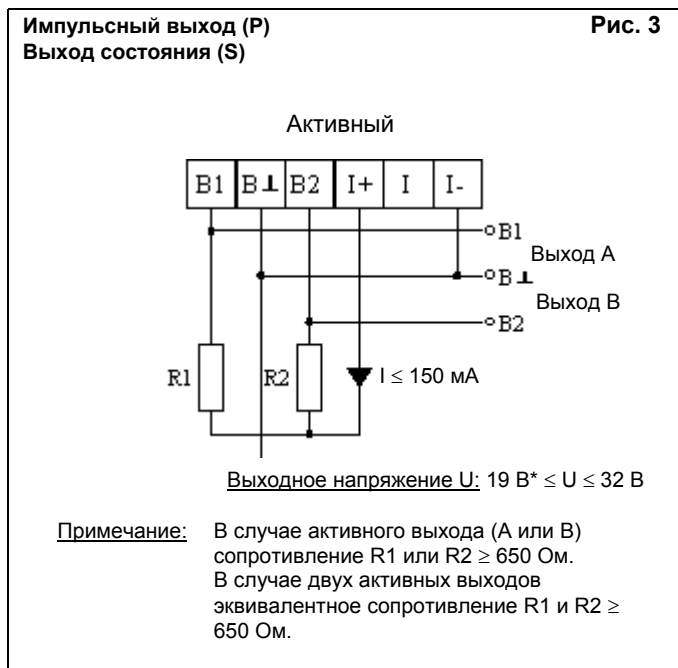 Импульсный выход (P) Рис. 3
Выход состояния (S)
Активный
B1 B⊥ B2 I+ I I-
B1
Выход A
B⊥
Выход B
B2
R1 R2 I ≤ 150 мА
Выходное напряжение U: 19 В* ≤ U ≤ 32 В
Примечание: В случае активного выхода (А или В)
сопротивление R1 или R2 ≥ 650 Ом.
В случае двух активных выходов
эквивалентное сопротивление R1 и R2 ≥
650 Ом.